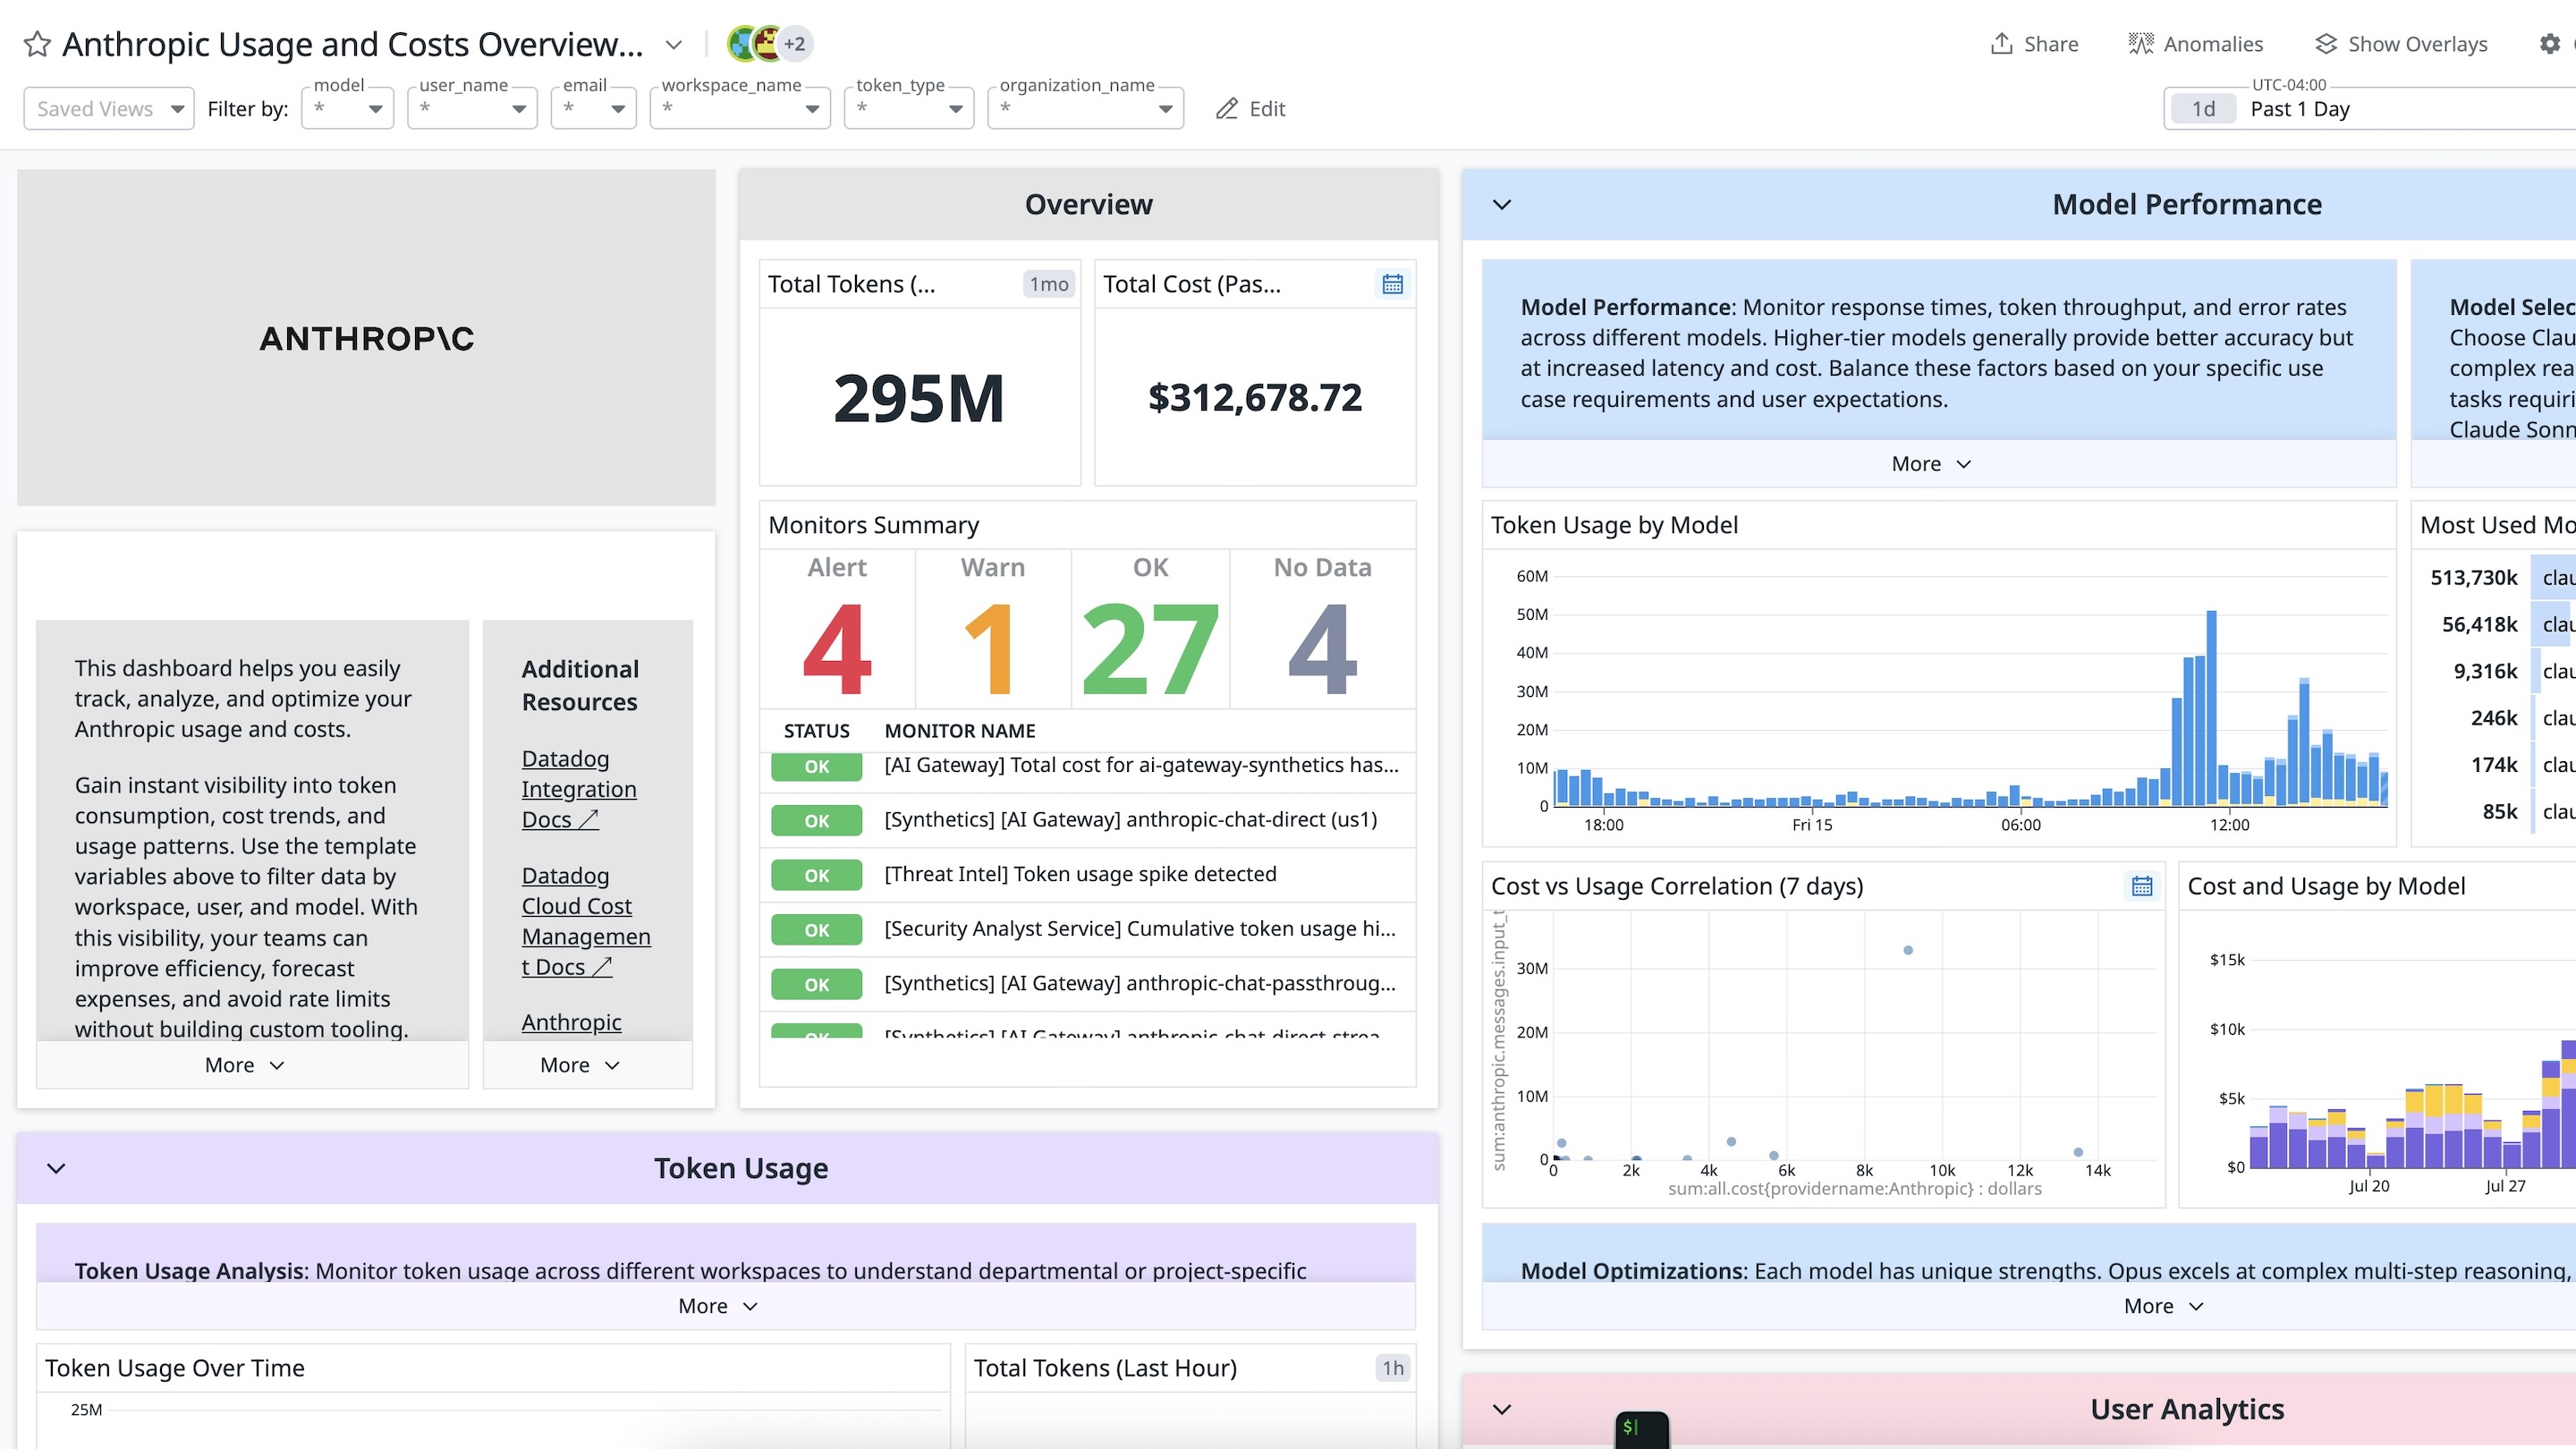 Anthropic Usage and Costs Overview...
+2
Share
Anomalies
Show Overlays
Saved Views
Filter by:
model
*
user_name
*
email
*
workspace_name
*
token_type
*
organization_name
*
Edit
UTC-04:00
1d
Past 1 Day
ANTHROP\C
This dashboard helps you easily
track, analyze, and optimize your
Anthropic usage and costs.
Gain instant visibility into token
consumption, cost trends, and
usage patterns. Use the template
variables above to filter data by
workspace, user, and model. With
this visibility, your teams can
improve efficiency, forecast
expenses, and avoid rate limits
without building custom tooling.
More
Additional
Resources
Datadog
Integration
Docs
Datadog
Cloud Cost
Managemen
t Docs
Anthropic
More
Overview
Total Tokens (...
1mo
295M
Total Cost (Pas...
$312,678.72
Monitors Summary
Alert
Warn
OK
No Data
4
1
27
4
STATUS MONITOR NAME
OK [AI Gateway] Total cost for ai-gateway-synthetics has...
OK [Synthetics] [AI Gateway] anthropic-chat-direct (us1)
OK [Threat Intel] Token usage spike detected
OK [Security Analyst Service] Cumulative token usage hi...
OK [Synthetics] [AI Gateway] anthropic-chat-passthroug...
OK [Synthetics] [AI Gateway] anthropic-chat-direct-strea...
Model Performance
Model Performance: Monitor response times, token throughput, and error rates
across different models. Higher-tier models generally provide better accuracy but
at increased latency and cost. Balance these factors based on your specific use
case requirements and user expectations.
More
Model Selec
Choose Clau
complex rea
tasks requiri
Claude Sonn
Token Usage by Model
60M
50M
40M
30M
20M
10M
0
18:00
Fri 15
06:00
12:00
Most Used Mo
513,730k clau
56,418k clau
9,316k clau
246k clau
174k clau
85k clau
Cost vs Usage Correlation (7 days)
sum:anthropic.messages.input_t
30M
20M
10M
0
0
2k
4k
6k
8k
10k
12k
14k
sum:all.cost{providername:Anthropic} : dollars
Cost and Usage by Model
$15k
$10k
$5k
$0
Jul 20
Jul 27
Model Optimizations: Each model has unique strengths. Opus excels at complex multi-step reasoning,
More
Token Usage
Token Usage Analysis: Monitor token usage across different workspaces to understand departmental or project-specific
More
Token Usage Over Time
25M
Total Tokens (Last Hour)
1h
User Analytics
$